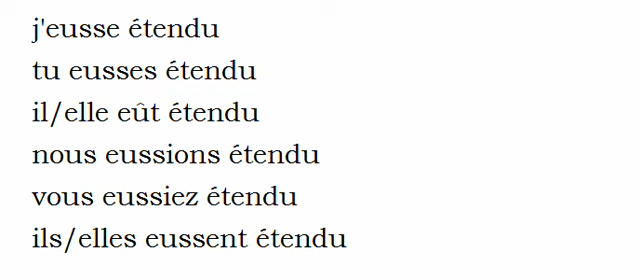 j'eusse étendu
tu eusses étendu
il/elle eût étendu
nous eussions étendu
vous eussiez étendu
ils/elles eussent étendu